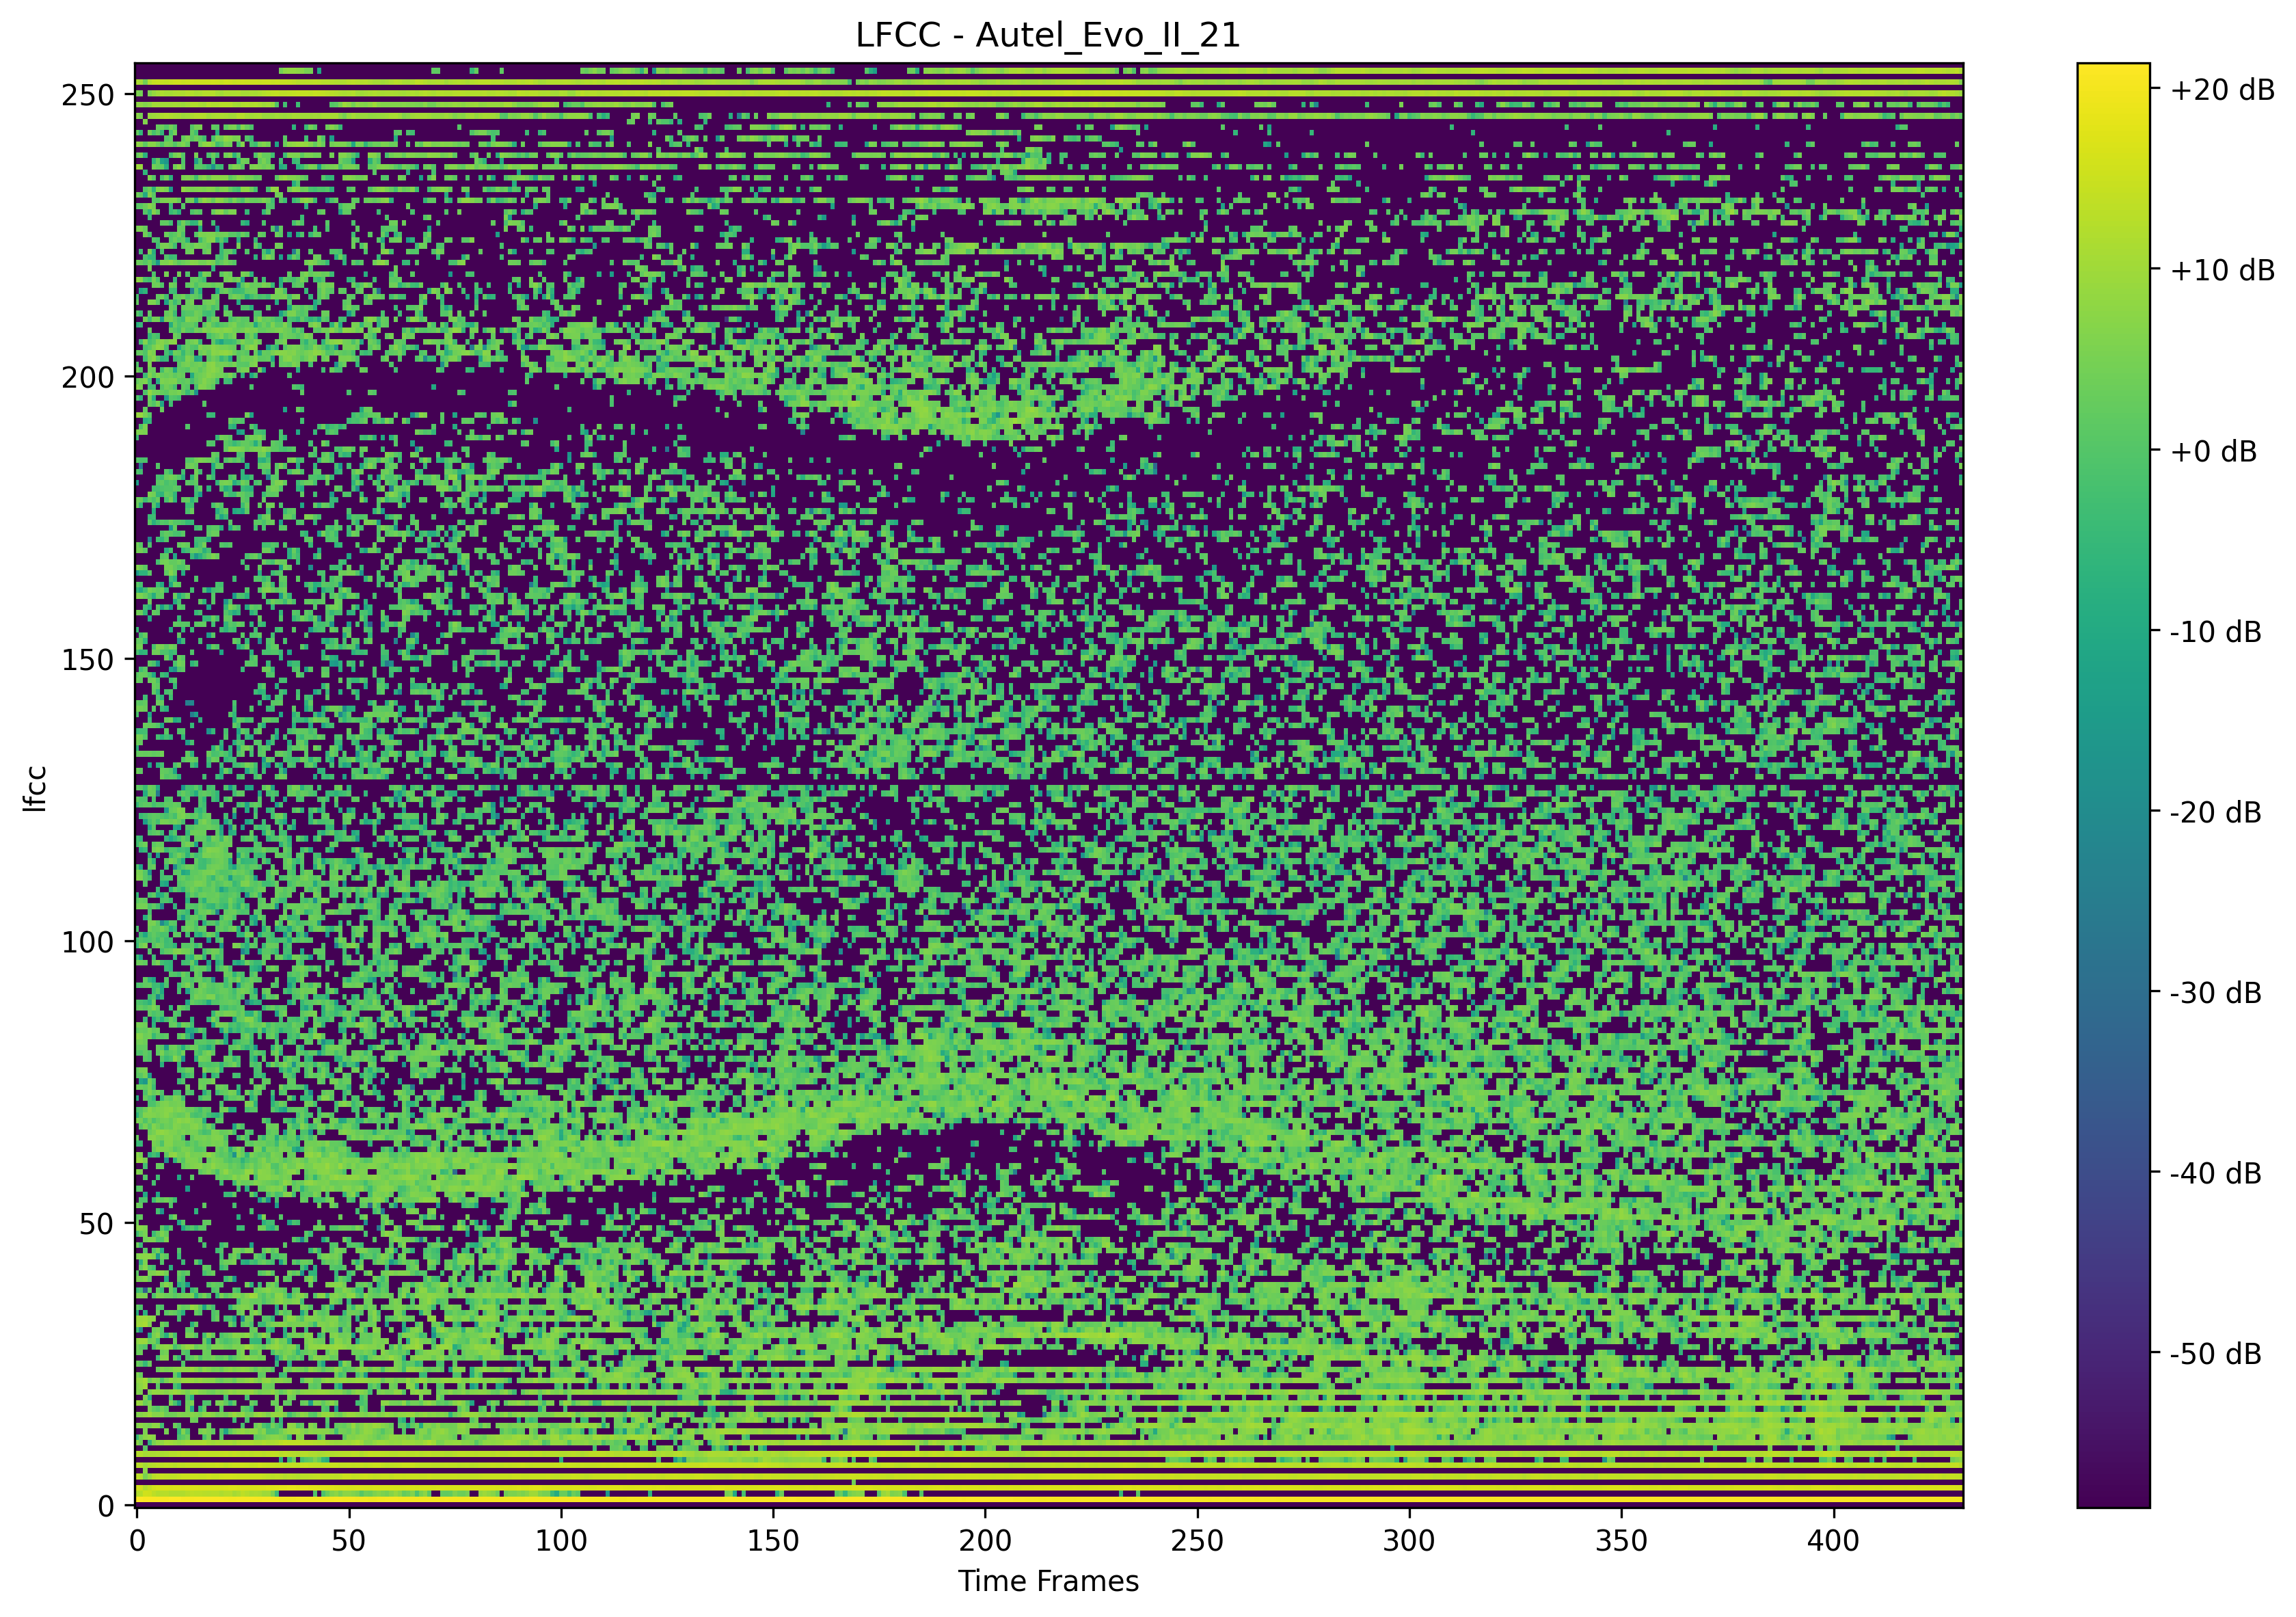 LFCC - Autel_Evo_II_21
lfcc
250
200
150
100
50
0
0 50 100 150 200 250 300 350 400
Time Frames
+20 dB
+10 dB
+0 dB
-10 dB
-20 dB
-30 dB
-40 dB
-50 dB